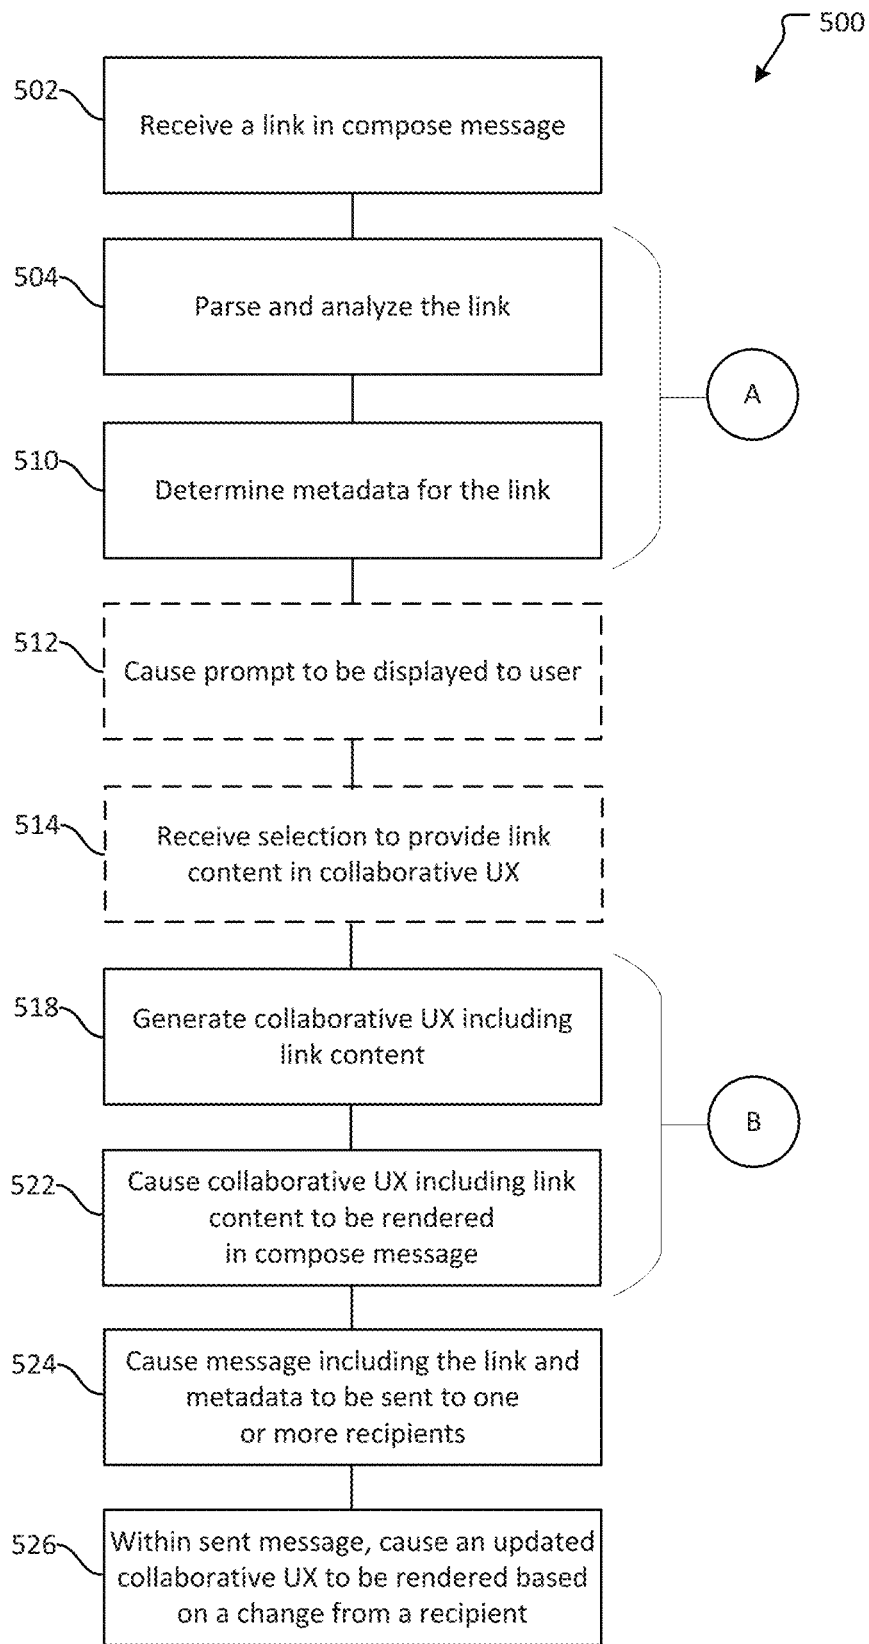 500
502
Receive a link in compose message
504
Parse and analyze the link
A
510
Determine metadata for the link
512
Cause prompt to be displayed to user
514
Receive selection to provide link
content in collaborative UX
518
Generate collaborative UX including
link content
B
522
Cause collaborative UX including link
content to be rendered
in compose message
524
Cause message including the link and
metadata to be sent to one
or more recipients
526
Within sent message, cause an updated
collaborative UX to be rendered based
on a change from a recipient